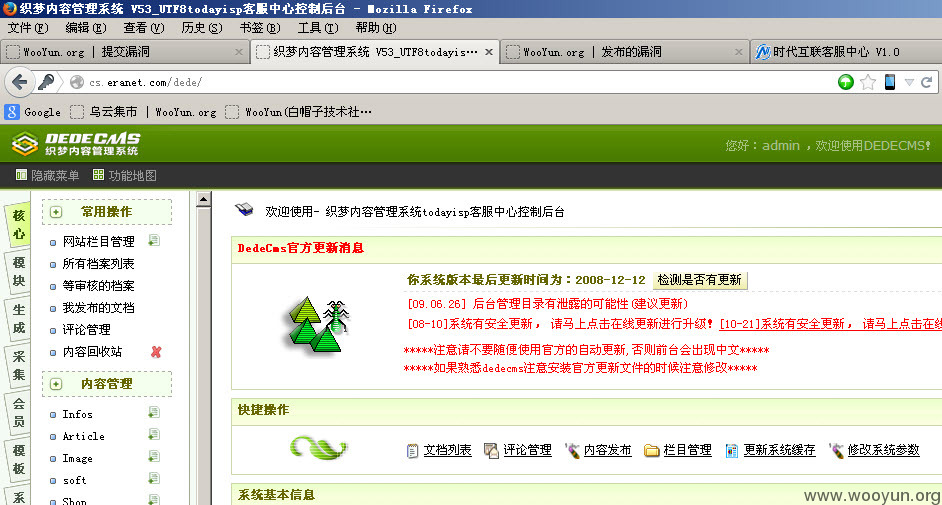 织梦内容管理系统 V53_UTF8todayisp客服中心控制后台 - Mozilla Firefox
文件(F) 编辑(E) 查看(V) 历史(S) 书签(B) 工具(T) 帮助(H)
WooYun.org | 提交漏洞 织梦内容管理系统 V53_UTF8todayis... WooYun.org | 发布的漏洞 时代互联客服中心 V1.0
cs.eranet.com/dede/
Google 乌云集市 | WooYun.org WooYun(白帽子技术社...
DEDECMS
织梦内容管理系统
您好：admin ，欢迎使用DEDECMS！
隐藏菜单 功能地图
核心
模块
生成
采集
会员
模板
系
常用操作
网站栏目管理
所有档案列表
等审核的档案
我发布的文档
评论管理
内容回收站
内容管理
Infos
Article
Image
soft
Shop
欢迎使用- 织梦内容管理系统todayisp客服中心控制后台
DedeCms官方更新消息
你系统版本最后更新时间为：2008-12-12 检测是否有更新
[09.06.26] 后台管理目录有泄露的可能性(建议更新)
[08-10]系统有安全更新， 请马上点击在线更新进行升级！ [10-21]系统有安全更新， 请马上点击在线
*****注意请不要随便使用官方的自动更新,否则前台会出现中文*****
*****如果熟悉dedecms注意安装官方更新文件的时候注意修改*****
快捷操作
文档列表 评论管理 内容发布 栏目管理 更新系统缓存 修改系统参数
系统基本信息
www.wooyun.org